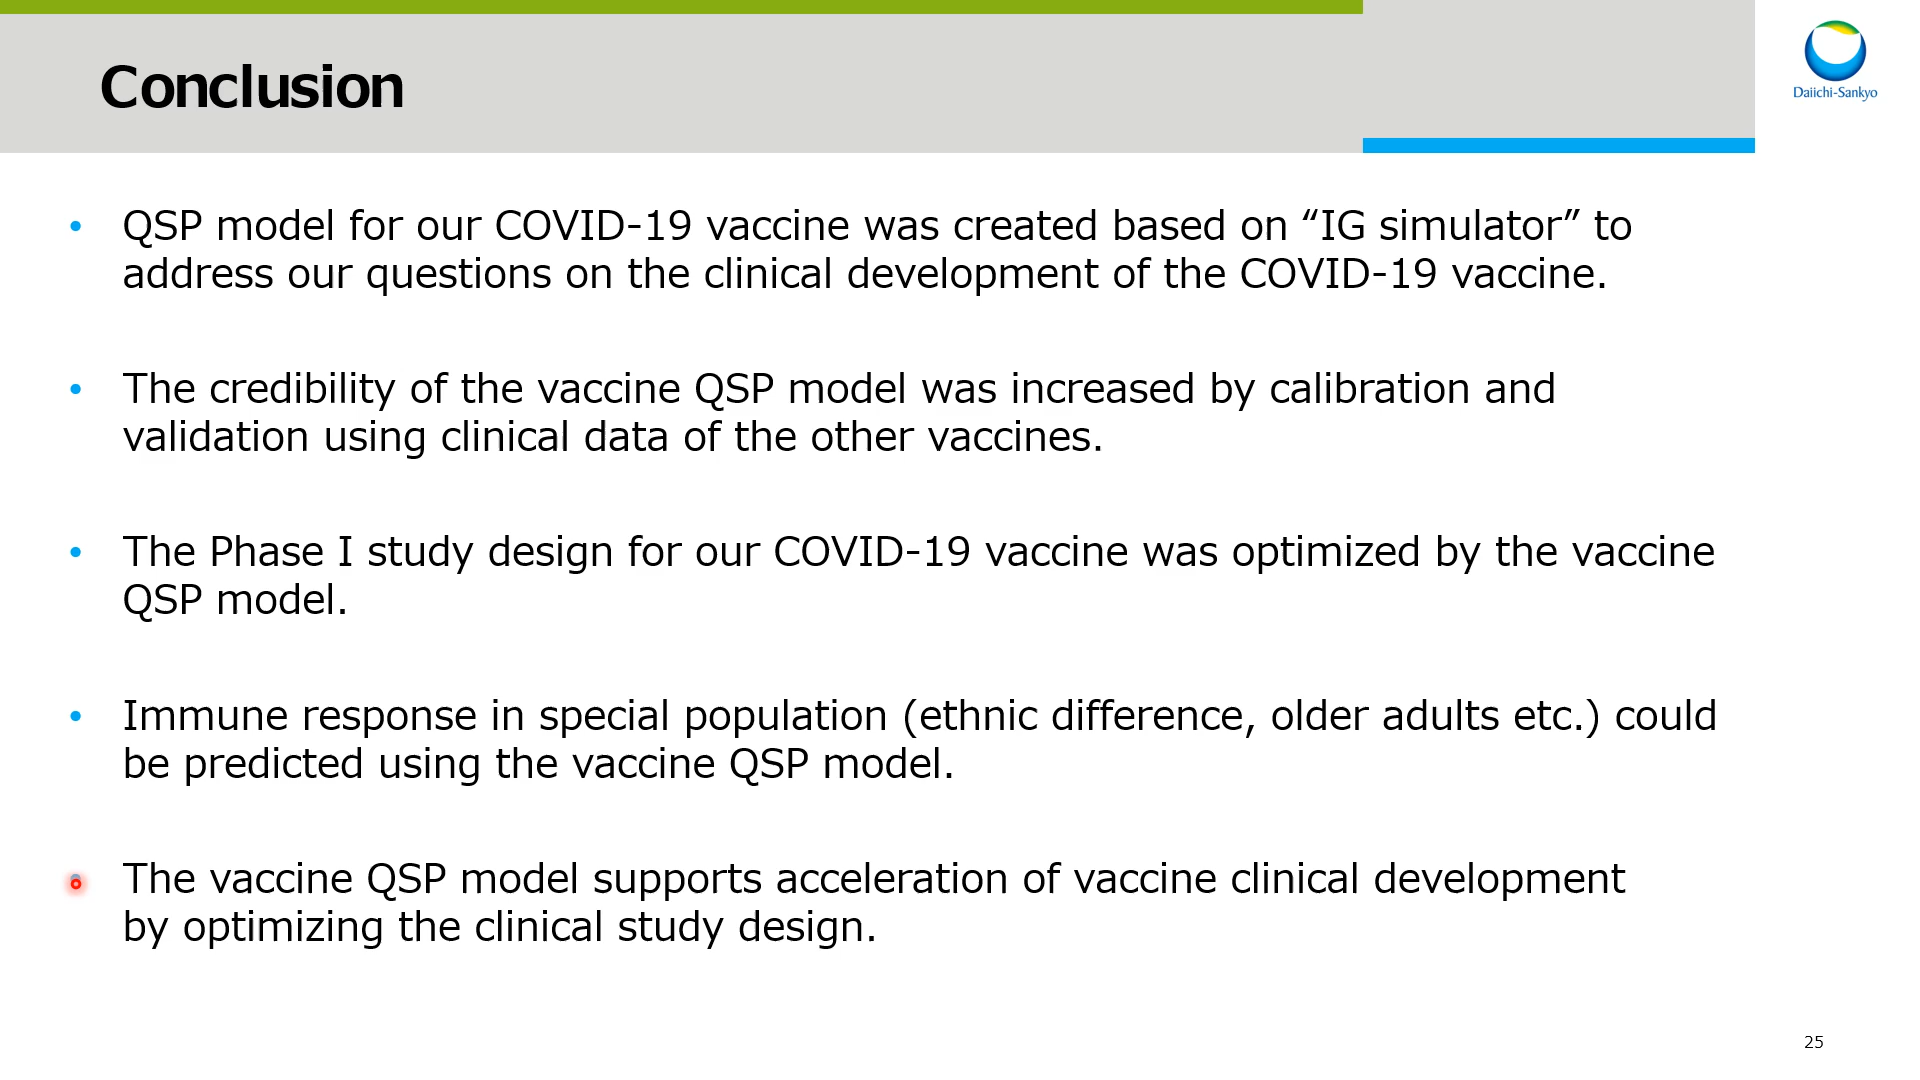 Conclusion
Daiichi-Sankyo
• QSP model for our COVID-19 vaccine was created based on “IG simulator” to
address our questions on the clinical development of the COVID-19 vaccine.
• The credibility of the vaccine QSP model was increased by calibration and
validation using clinical data of the other vaccines.
• The Phase I study design for our COVID-19 vaccine was optimized by the vaccine
QSP model.
• Immune response in special population (ethnic difference, older adults etc.) could
be predicted using the vaccine QSP model.
• The vaccine QSP model supports acceleration of vaccine clinical development
by optimizing the clinical study design.
25